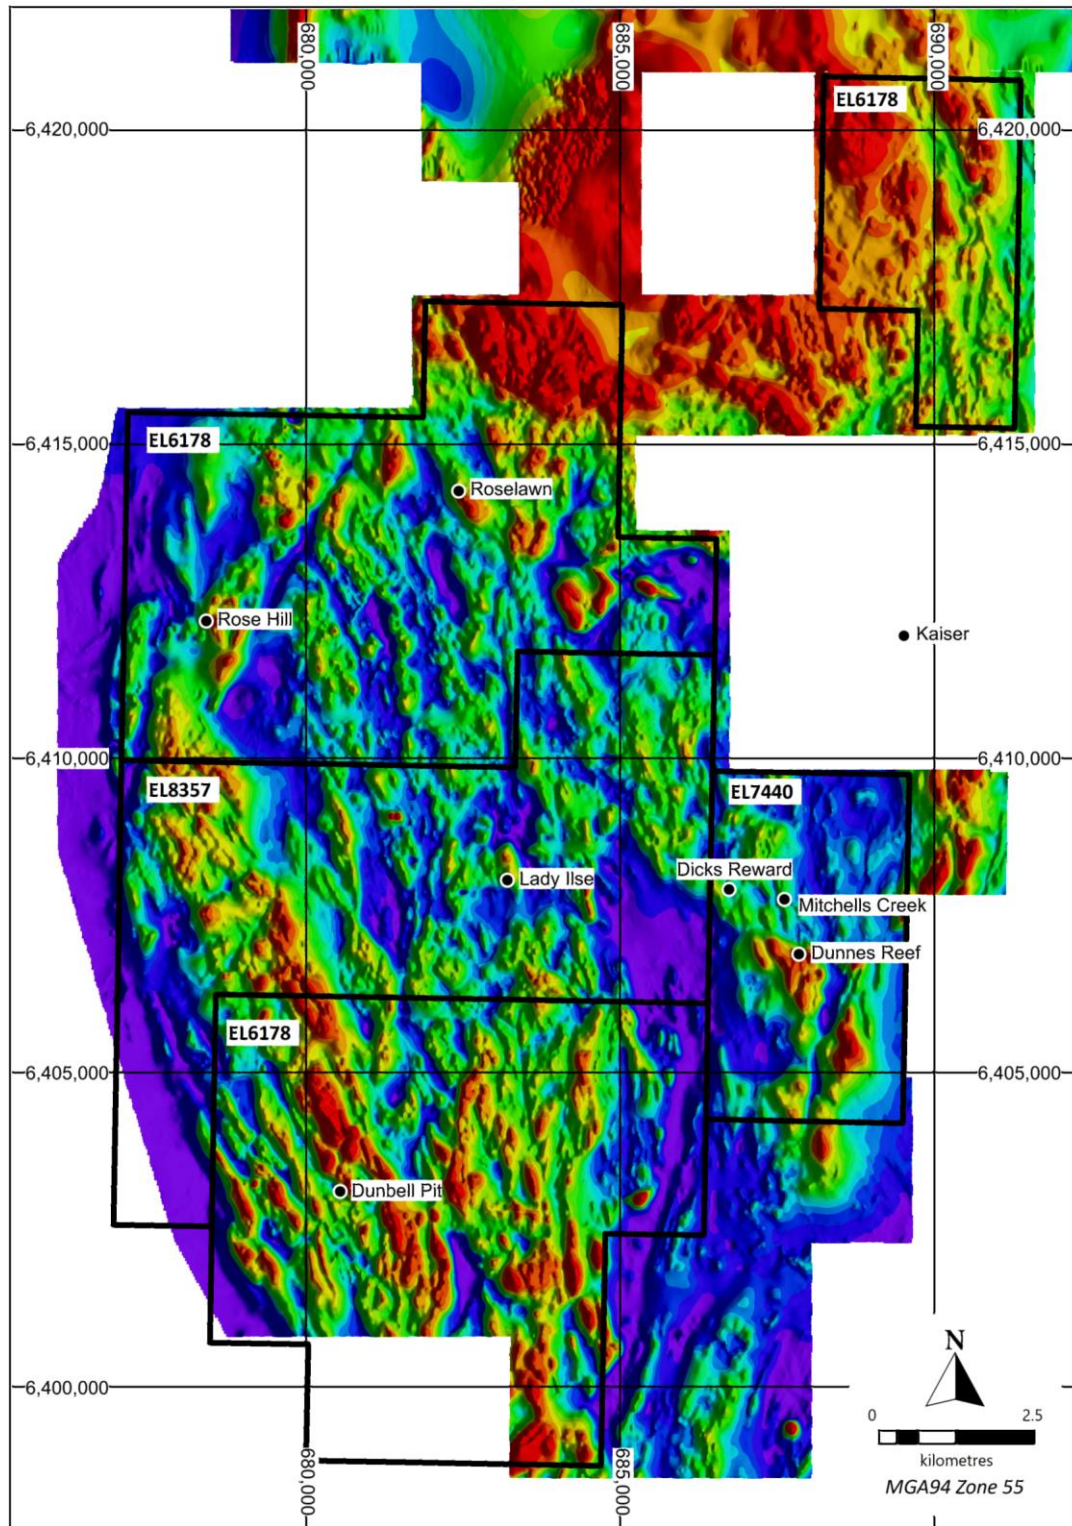 680,000
685,000
690,000
EL6178
6,420,000
6,420,000
EL6178
6,415,000
6,415,000
Roselawn
Rose Hill
Kaiser
6,410,000
6,410,000
EL8357
EL7440
Dicks Reward
Lady Ilse
Mitchells Creek
Dunnes Reef
EL6178
6,405,000
6,405,000
Dunbell Pit
N
6,400,000
0 2.5
kilometres
MGA94 Zone 55
680,000
685,000